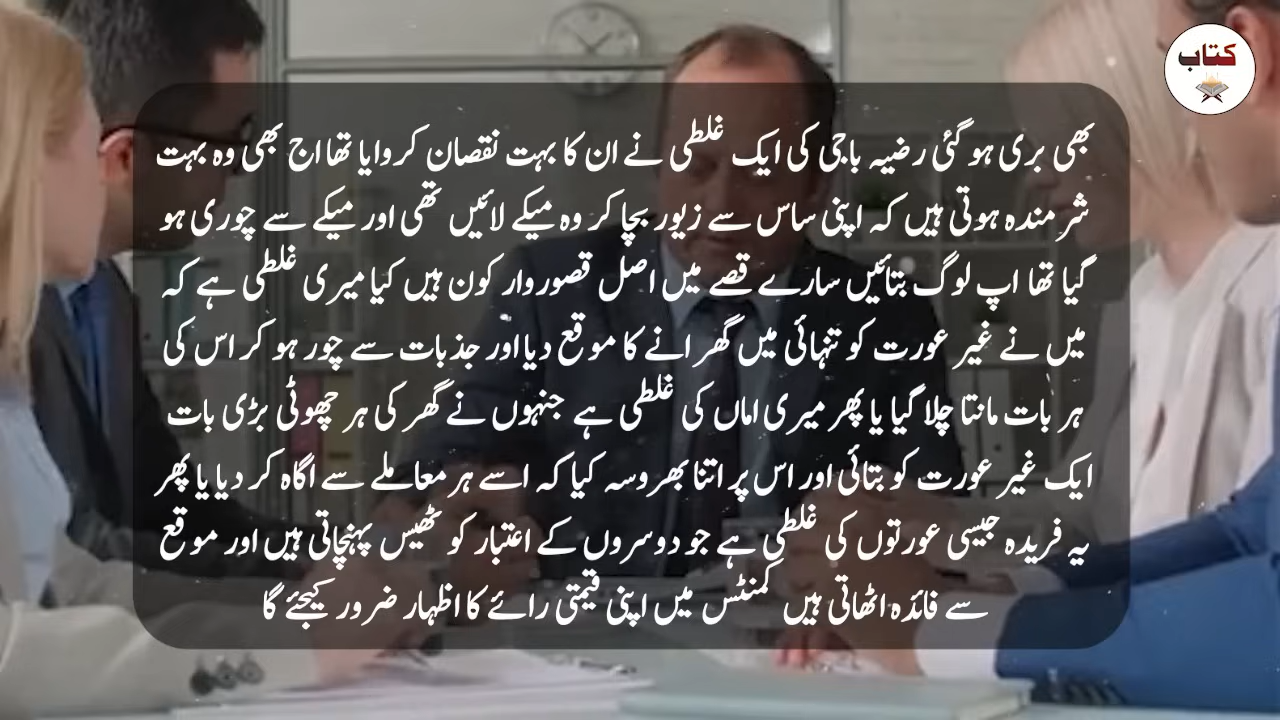 کتاب
بھی بری ہو گئی رضیہ باجی کی ایک غلطی نے ان کا بہت نقصان کروایا تھا اج بھی وہ بہت
شرمندہ ہوتی ہیں کہ اپنی ساس سے زیور بچا کر وہ میکے لائیں تھی اور میکے سے چوری ہو
گیا تھا اپ لوگ بتائیں سارے قصے میں اصل قصوروار کون ہیں کیا میری غلطی ہے کہ
میں نے غیر عورت کو تنہائی میں گھر انے کا موقع دیا اور جذبات سے چور ہو کر اس کی
ہر بات مانتا چلا گیا یا پھر میری اماں کی غلطی ہے جنہوں نے گھر کی ہر چھوٹی بڑی بات
ایک غیر عورت کو بتائی اور اس پر اتنا بھروسہ کیا کہ اسے ہر معاملے سے اگاہ کر دیا یا پھر
یہ فریدہ جیسی عورتوں کی غلطی ہے جو دوسروں کے اعتبار کو ٹھیس پہنچاتی ہیں اور موقع
سے فائدہ اٹھاتی ہیں کمنٹس میں اپنی قیمتی رائے کا اظہار ضرور کیجئے گا